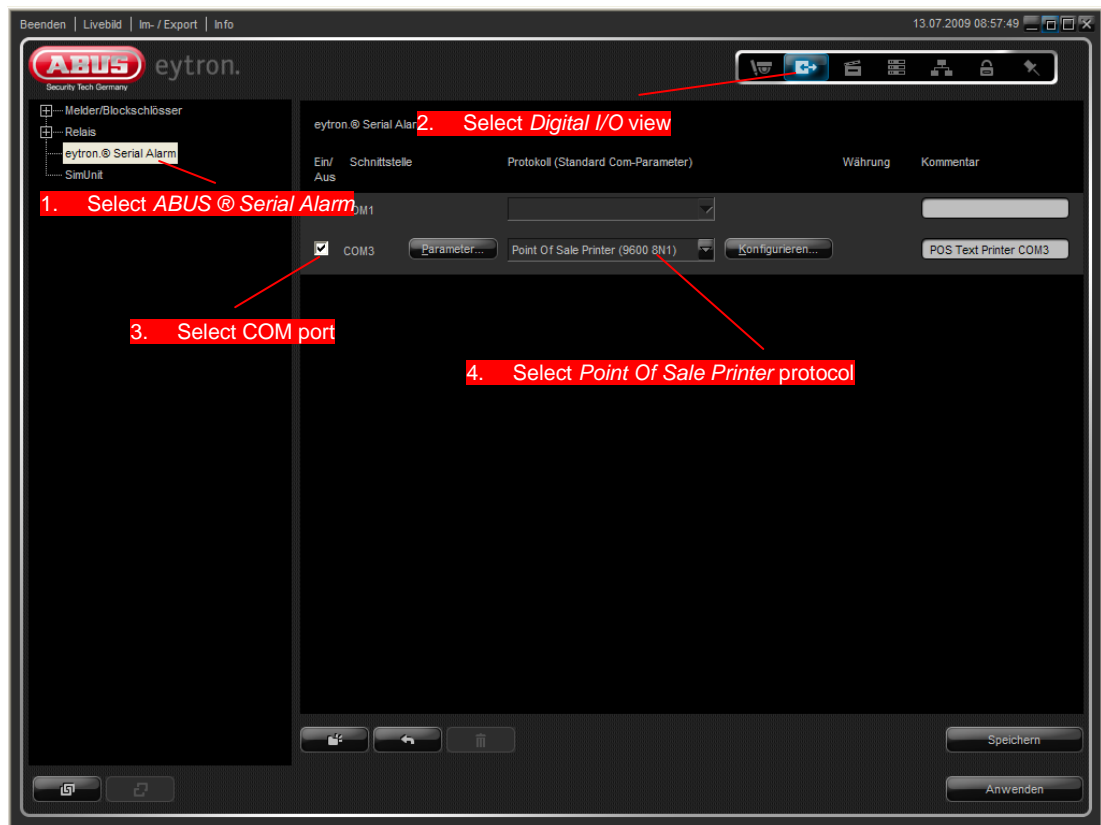 Beenden | Livebild | Im- / Export | Info
13.07.2009 08:57:49
ABUS eytron.
Security Tech Germany
Melder/Blockschlösser
Relais
eytron.® Serial Alarm
SimUnit
eytron.® Serial Alar
2. Select Digital I/O view
Ein/ Aus
Schnittstelle
Protokoll (Standard Com-Parameter)
Währung
Kommentar
1. Select ABUS ® Serial Alarm
OM1
COM3
Parameter...
Point Of Sale Printer (9600 8N1)
Konfigurieren...
POS Text Printer COM3
3. Select COM port
4. Select Point Of Sale Printer protocol
Speichern
Anwenden